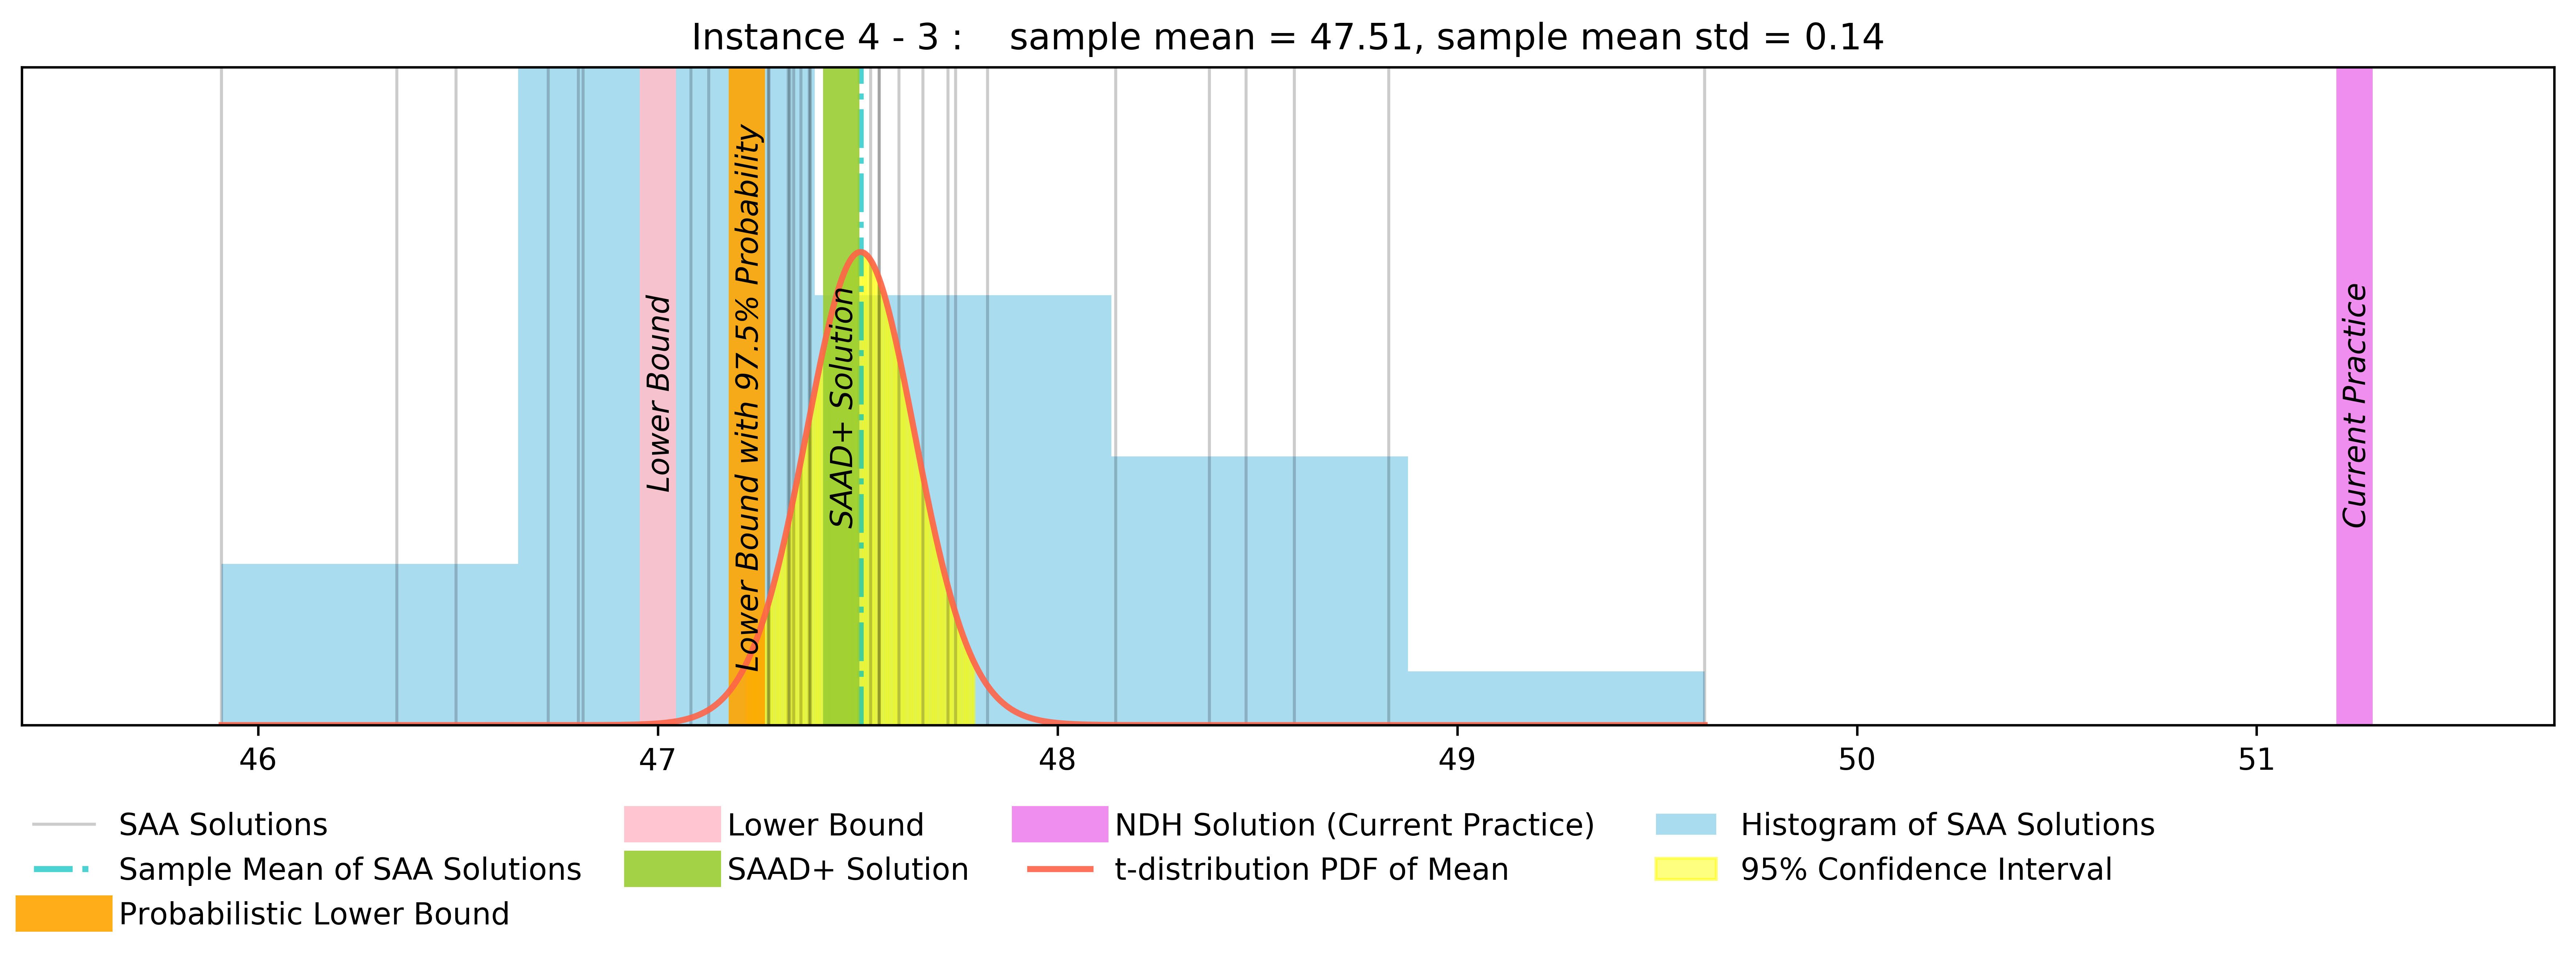 Instance 4 - 3 :    sample mean = 47.51, sample mean std = 0.14
Lower Bound
Lower Bound with 97.5% Probability
SAAD+ Solution
Current Practice
46 47 48 49 50 51
SAA Solutions
Sample Mean of SAA Solutions
Probabilistic Lower Bound
Lower Bound
SAAD+ Solution
NDH Solution (Current Practice)
t-distribution PDF of Mean
Histogram of SAA Solutions
95% Confidence Interval